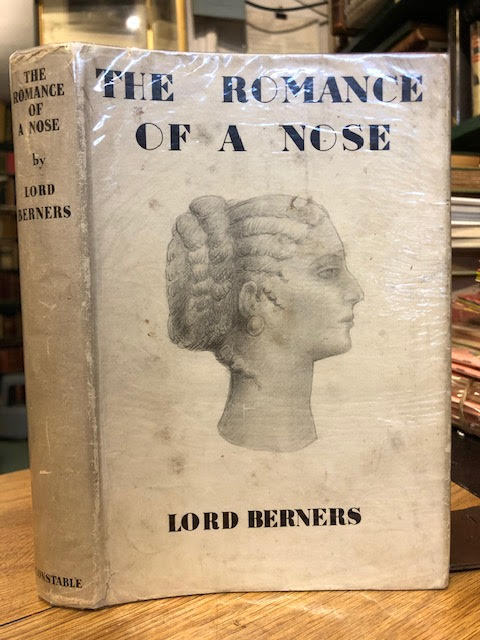 THE
ROMANCE
OF
A NOSE
by
LORD
BERNERS
CONSTABLE
THE ROMANCE
OF A NOSE
LORD BERNERS